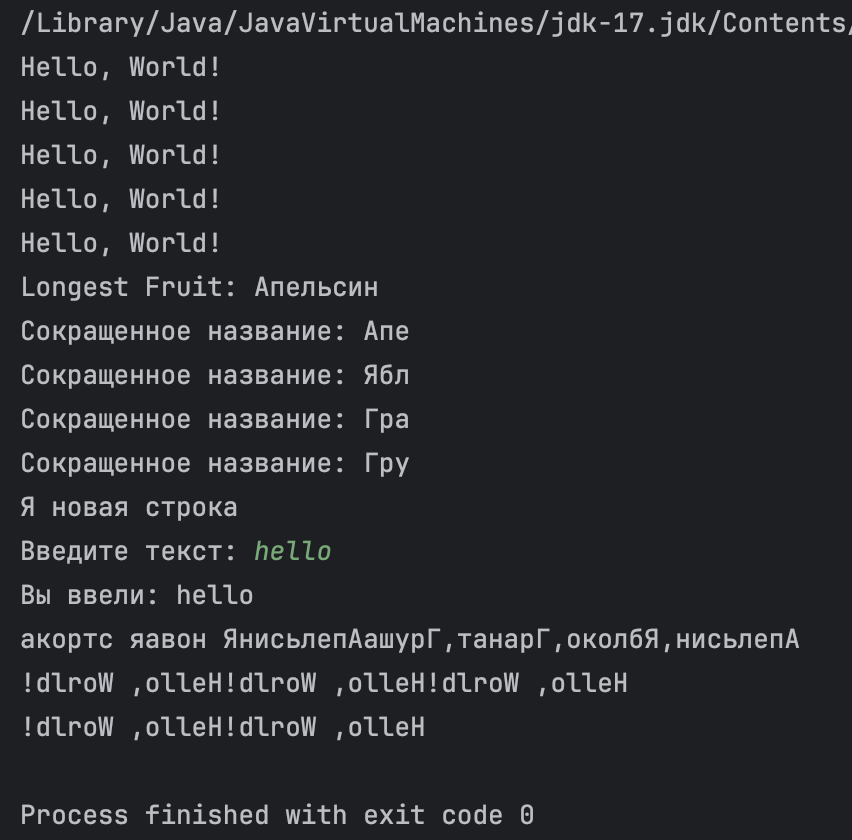 /Library/Java/JavaVirtualMachines/jdk-17.jdk/Contents/
Hello, World!
Hello, World!
Hello, World!
Hello, World!
Hello, World!
Longest Fruit: Апельсин
Сокращенное название: Апе
Сокращенное название: Ябл
Сокращенное название: Гра
Сокращенное название: Гру
Я новая строка
Введите текст: hello
Вы ввели: hello
акортс яавон ЯнисьлепАашурГ,танарГ,околбЯ,нисьлепА
!dlroW ,olleH!dlroW ,olleH!dlroW ,olleH
!dlroW ,olleH!dlroW ,olleH
Process finished with exit code 0